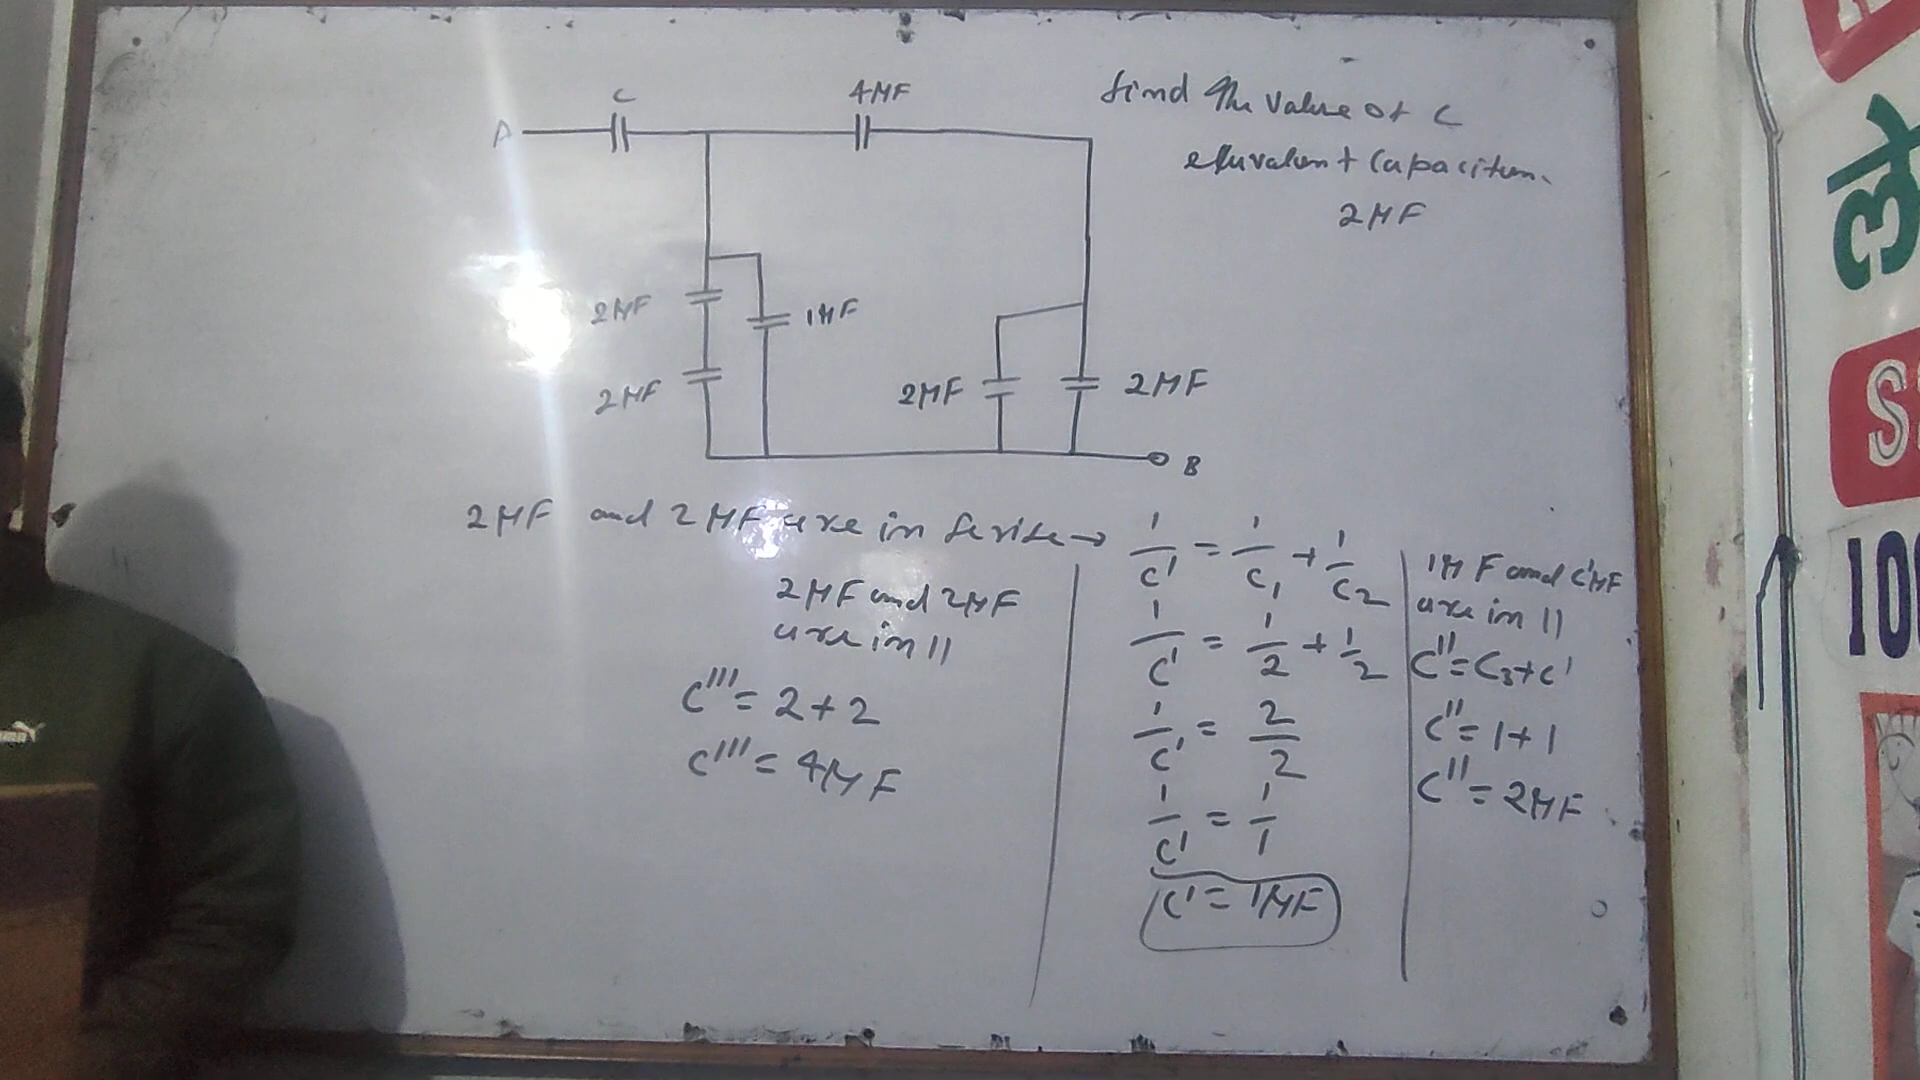 C
4MF
A
find the value of C
equivalent capacitance
2MF
2MF
1MF
2MF
2MF
2MF
B
2MF and 2MF are in series →
2MF and 2MF
are in ||
C''' = 2 + 2
C''' = 4MF
1/C' = 1/C1 + 1/C2
1/C' = 1/2 + 1/2
1/C' = 2/2
1/C' = 1/1
C' = 1MF
1MF and C'MF
are in ||
C'' = C3 + C'
C'' = 1 + 1
C'' = 2MF
10